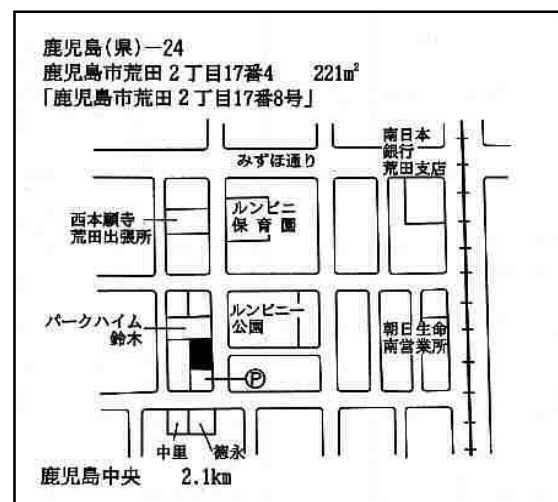 鹿児島(県)−24
鹿児島市荒田２丁目17番4　221㎡
「鹿児島市荒田２丁目17番8号」
南日本
銀行
荒田支店
みずほ通り
西本願寺
荒田出張所
ルンビニ
保育園
パークハイム
鈴木
ルンビニー
公園
朝日生命
南営業所
Ⓟ
中里
徳永
鹿児島中央　2.1km